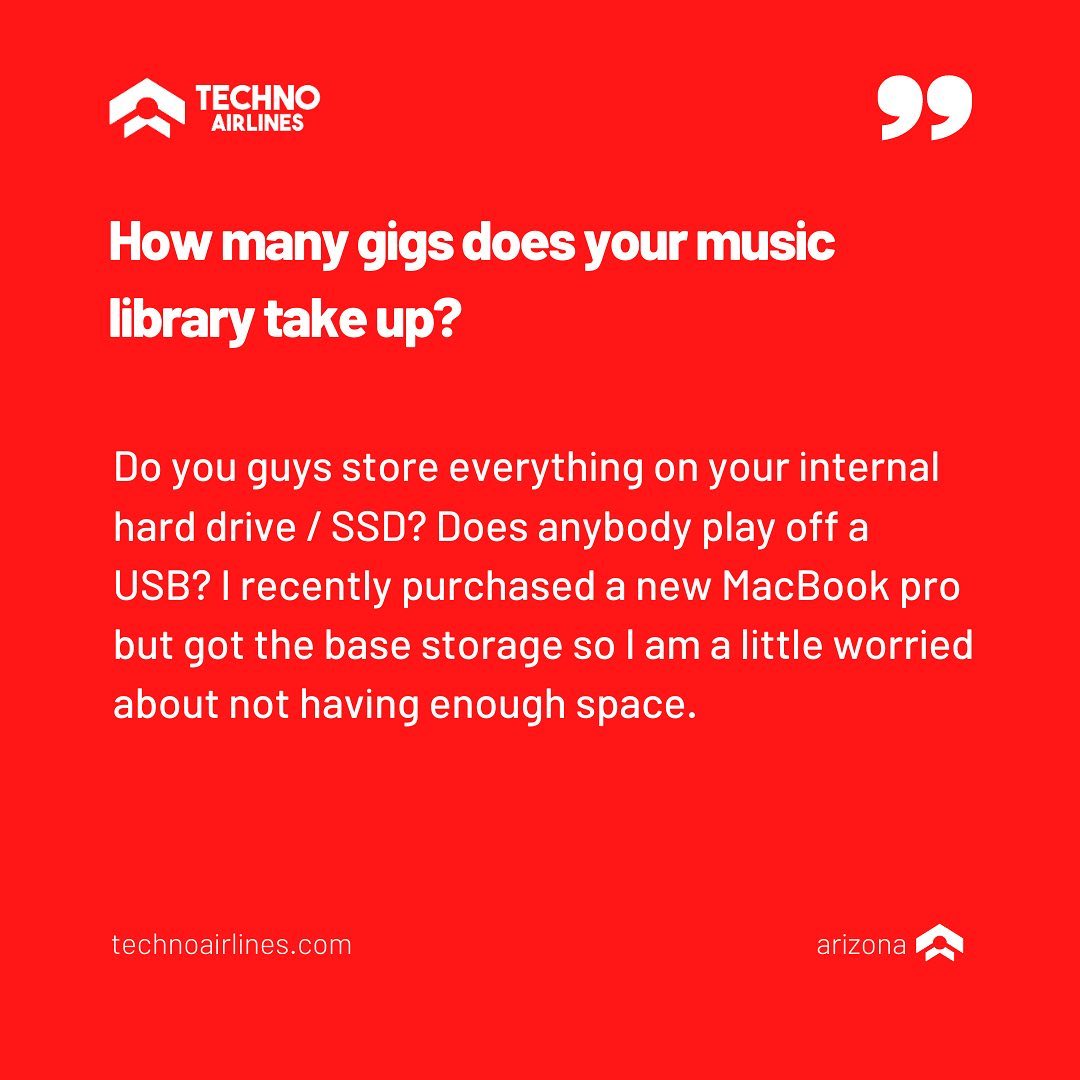 TECHNO
AIRLINES
How many gigs does your music
library take up?
Do you guys store everything on your internal
hard drive / SSD? Does anybody play off a
USB? I recently purchased a new MacBook pro
but got the base storage so I am a little worried
about not having enough space.
technoairlines.com
arizona